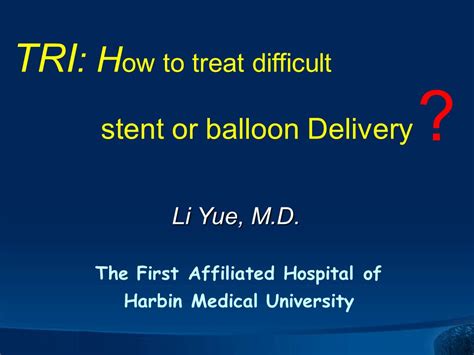 TRI: How to treat difficult
stent or balloon Delivery ?
Li Yue, M.D.
The First Affiliated Hospital of
Harbin Medical University